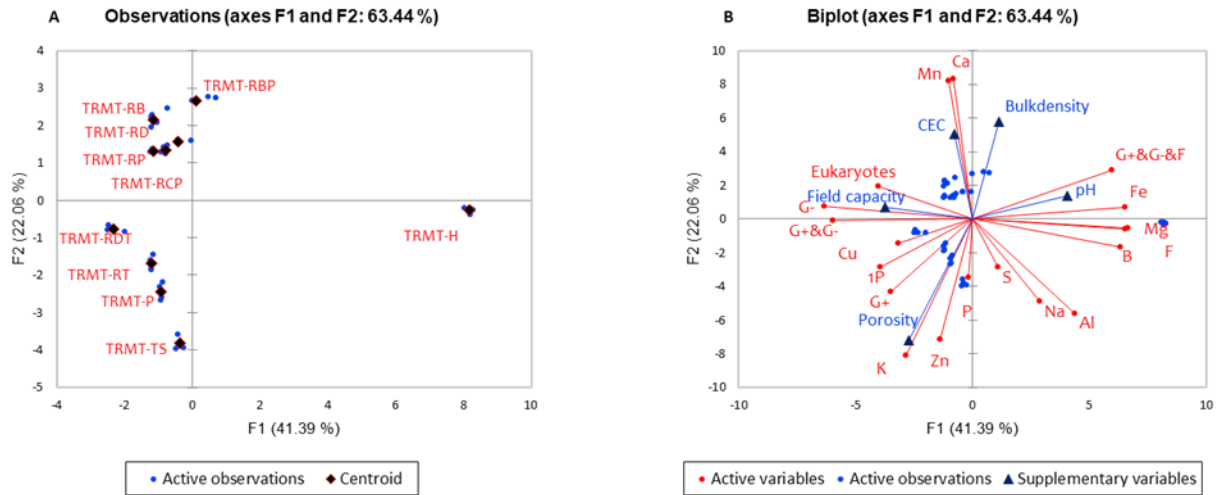 A
Observations (axes F1 and F2: 63.44 %)
4
3
2
1
0
-1
-2
-3
-4
-5
TRMT-RBP
TRMT-RB
TRMT-RD
TRMT-RP
TRMT-RCP
TRMT-H
TRMT-RDT
TRMT-RT
TRMT-P
TRMT-TS
-4 -2 0 2 4 6 8 10
F2 (22.06 %)
F1 (41.39 %)
Active observations Centroid
B
Biplot (axes F1 and F2: 63.44 %)
10
8
6
4
2
0
-2
-4
-6
-8
-10
Mn Ca
Bulkdensity
CEC
G+&G-&F
Eukaryotes
pH
Field capacity
Fe
G-
G+&G-
Mg
Cu
B
F
1P
S
G+
P
Na
Al
Porosity
Zn
K
-10 -5 0 5 10
F2 (22.06 %)
F1 (41.39 %)
Active variables Active observations Supplementary variables